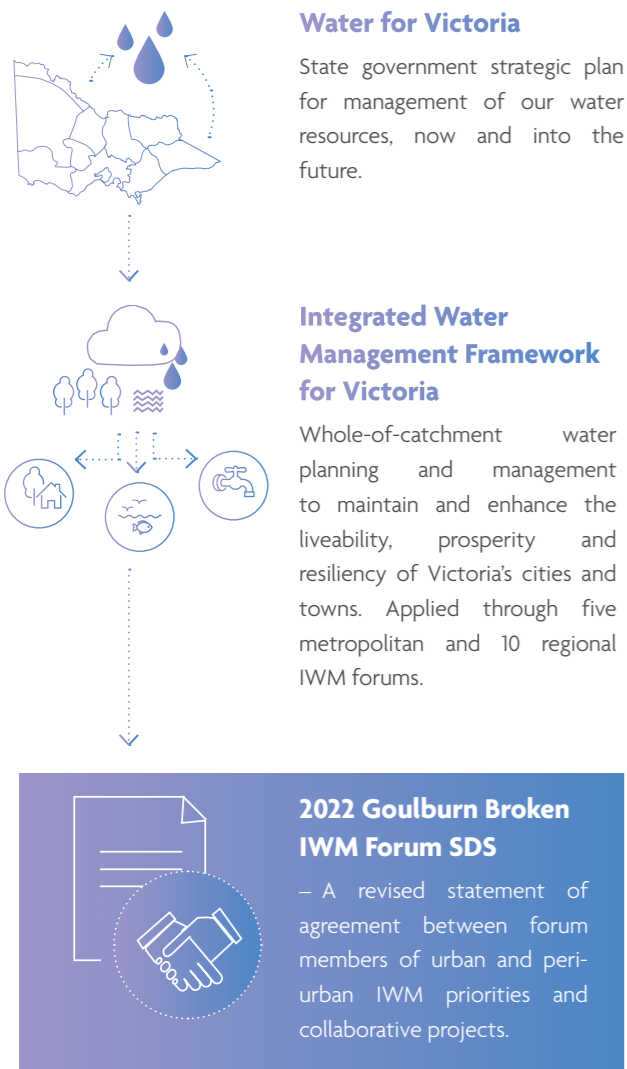 Water for Victoria
State government strategic plan
for management of our water
resources, now and into the
future.
Integrated Water
Management Framework
for Victoria
Whole-of-catchment water
planning and management
to maintain and enhance the
liveability, prosperity and
resiliency of Victoria's cities and
towns. Applied through five
metropolitan and 10 regional
IWM forums.
2022 Goulburn Broken
IWM Forum SDS
– A revised statement of
agreement between forum
members of urban and peri-
urban IWM priorities and
collaborative projects.